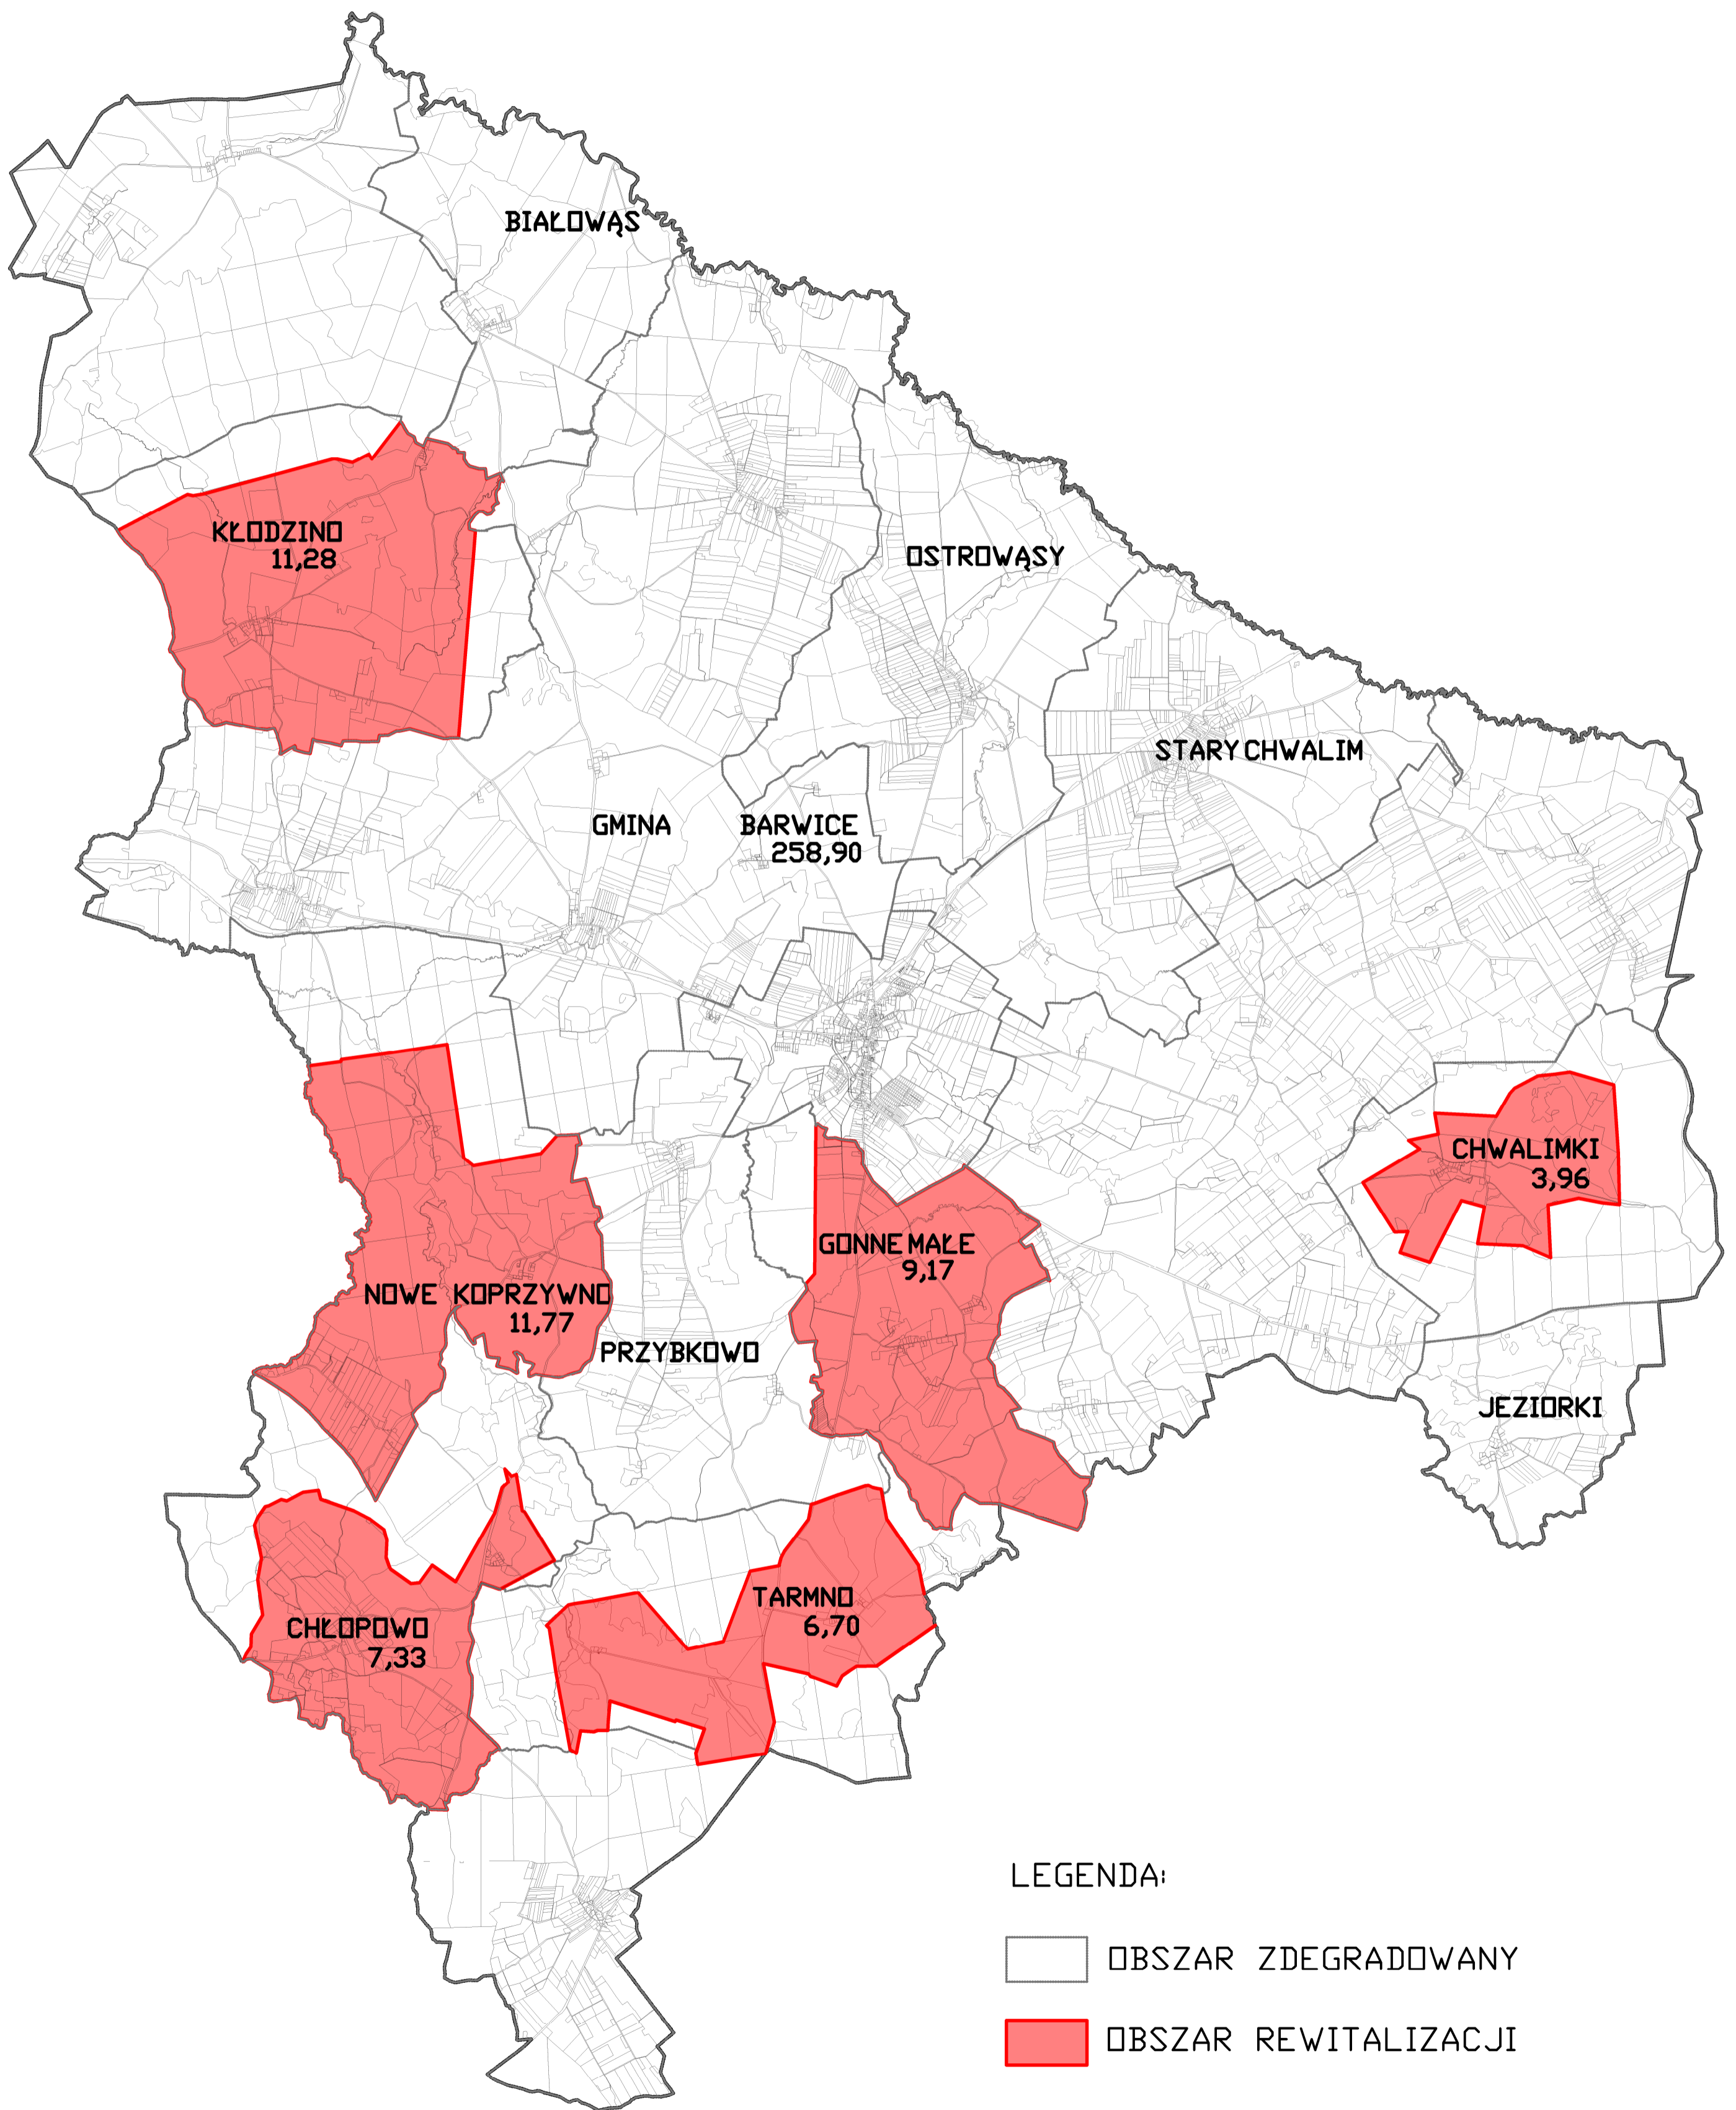 BIAŁOWĄS
KŁODZINO
11,28
OSTROWĄSY
STARY CHWALIM
GMINA BARWICE
258,90
CHWALIMKI
3,96
GONNE MAŁE
9,17
NOWE KOPRZYWNO
11,77
PRZYBKOWO
JEZIORKI
TARMNO
6,70
CHŁOPOWO
7,33
LEGENDA:
OBSZAR ZDEGRADOWANY
OBSZAR REWITALIZACJI